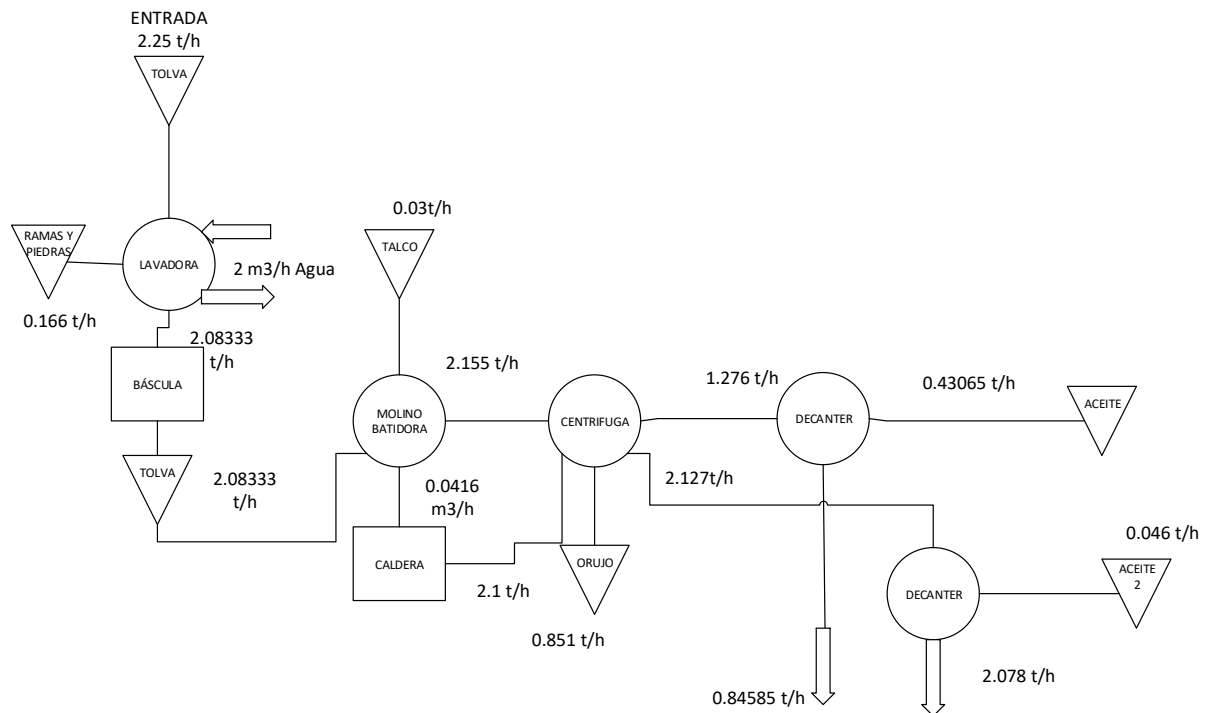 ENTRADA
2.25 t/h
TOLVA
RAMAS Y
PIEDRAS
LAVADORA
2 m3/h Agua
0.166 t/h
2.08333
t/h
BÁSCULA
TOLVA
2.08333
t/h
0.03t/h
TALCO
MOLINO
BATIDORA
2.155 t/h
0.0416
m3/h
CALDERA
2.1 t/h
CENTRIFUGA
ORUJO
0.851 t/h
1.276 t/h
DECANTER
0.43065 t/h
ACEITE
2.127t/h
0.84585 t/h
DECANTER
0.046 t/h
ACEITE
2
2.078 t/h